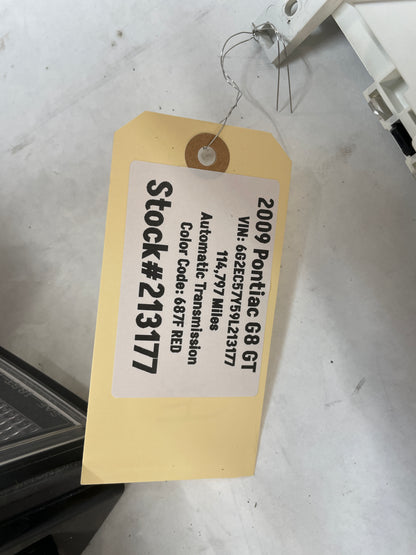 2009 Pontiac G8 GT
VIN: 6G2EC57Y59L213177
114,797 Miles
Automatic Transmission
Color Code: 687F RED
Stock#213177